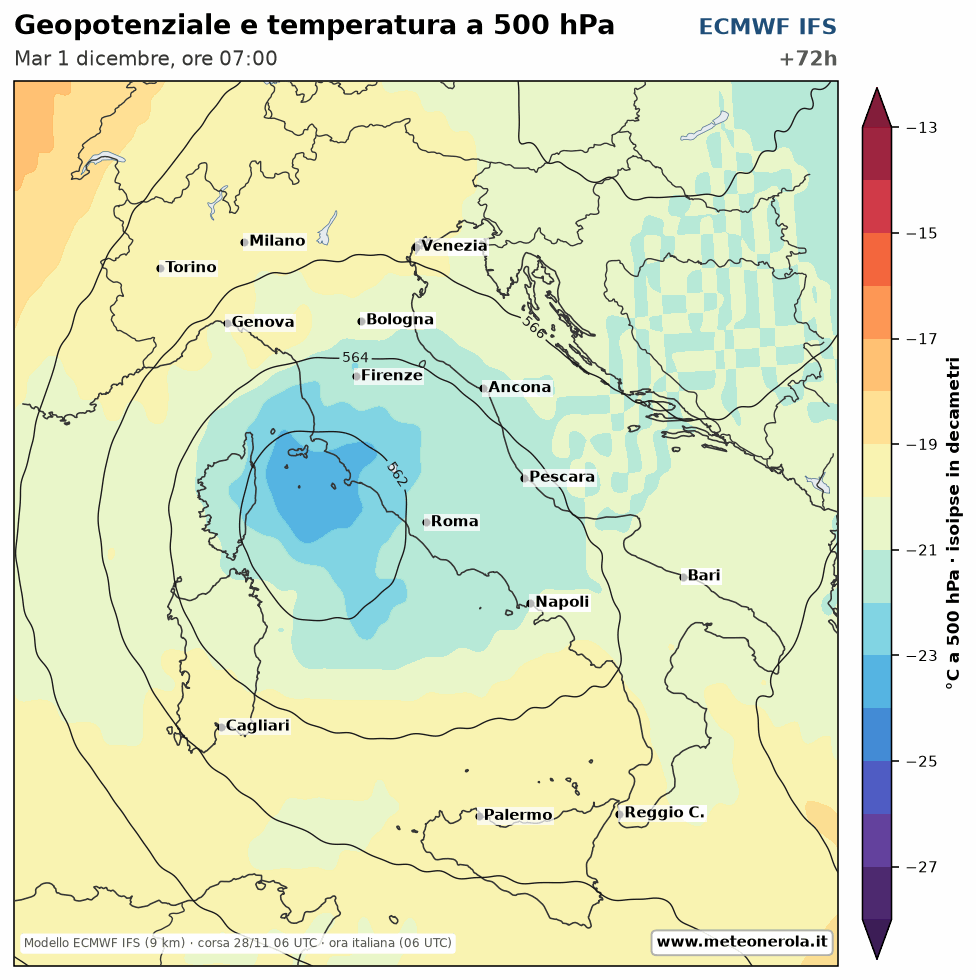 Geopotenziale e temperatura a 500 hPa
ECMWF IFS
Mar 1 dicembre, ore 07:00
+72h
Milano
Venezia
Torino
Genova
Bologna
566
564
Firenze
Ancona
562
Pescara
Roma
Bari
Napoli
Cagliari
Palermo
Reggio C.
−13
−15
−17
−19
−21
−23
−25
−27
°C a 500 hPa · isoipse in decametri
Modello ECMWF IFS (9 km) · corsa 28/11 06 UTC · ora italiana (06 UTC)
www.meteonerola.it